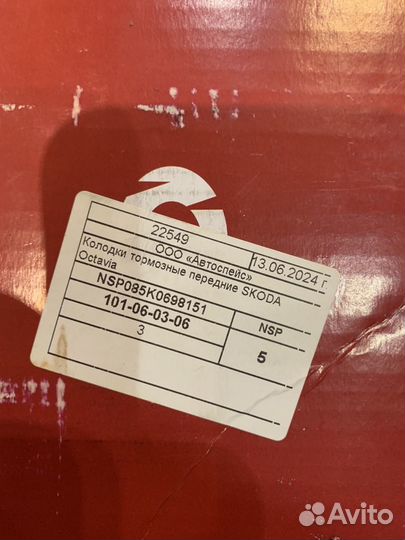 22549
13.06.2024 г.
ООО «Автоспейс»
Колодки тормозные передние SKODA
Octavia
NSP085K0698151
NSP
101-06-03-06
5
3
Avito